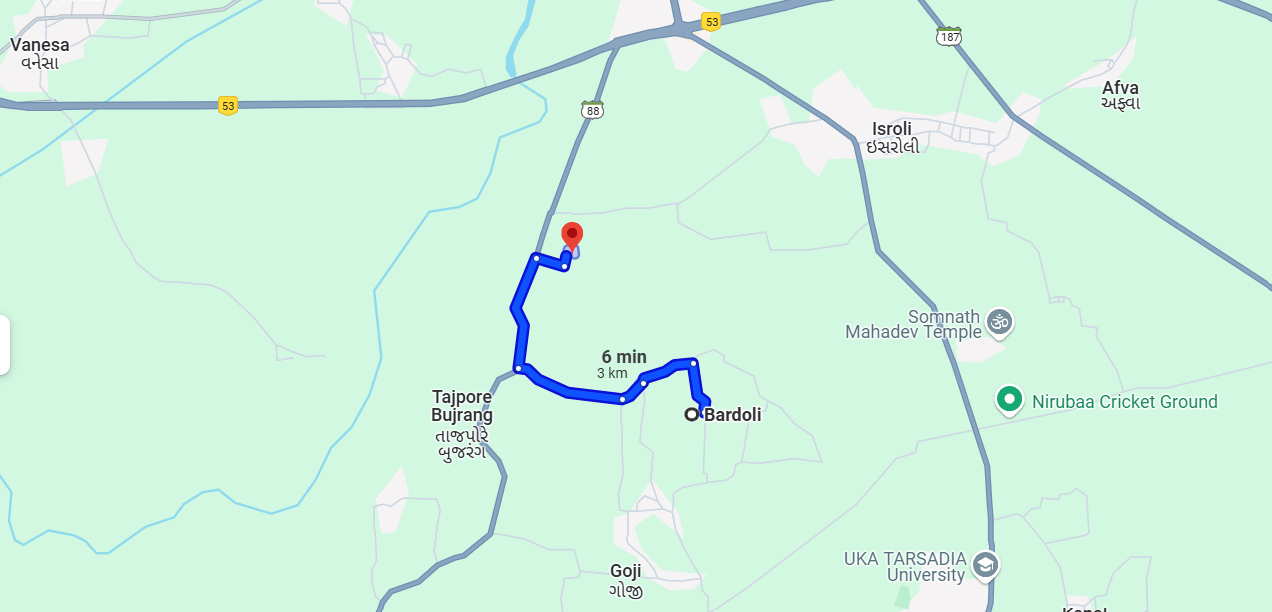 53
187
Vanesa
વનેસા
Afva
અફવા
53
88
Isroli
ઇસરોલી
Somnath
Mahadev Temple
6 min
3 km
Tajpore
Bujrang
તાજપોરે
બુજરંગ
Bardoli
Nirubaa Cricket Ground
UKA TARSADIA
University
Goji
ગોજી